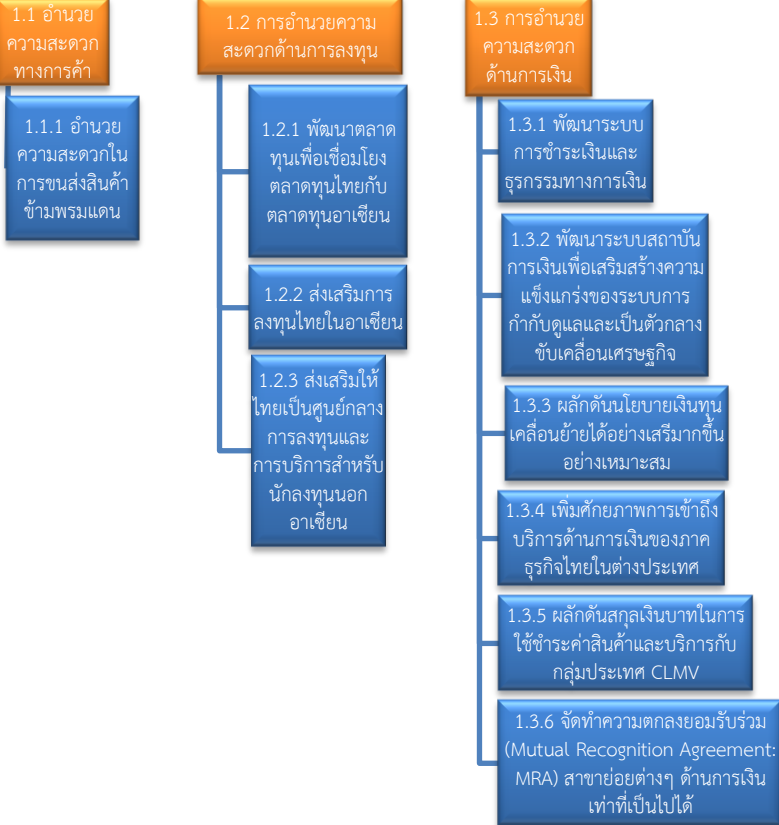 1.1 อำนวย
ความสะดวก
ทางการค้า
1.1.1 อำนวย
ความสะดวกใน
การขนส่งสินค้า
ข้ามพรมแดน
1.2 การอำนวยความ
สะดวกด้านการลงทุน
1.2.1 พัฒนาตลาด
ทุนเพื่อเชื่อมโยง
ตลาดทุนไทยกับ
ตลาดทุนอาเซียน
1.2.2 ส่งเสริมการ
ลงทุนไทยในอาเซียน
1.2.3 ส่งเสริมให้
ไทยเป็นศูนย์กลาง
การลงทุนและ
การบริการสำหรับ
นักลงทุนนอก
อาเซียน
1.3 การอำนวย
ความสะดวก
ด้านการเงิน
1.3.1 พัฒนาระบบ
การชำระเงินและ
ธุรกรรมทางการเงิน
1.3.2 พัฒนาระบบสถาบัน
การเงินเพื่อเสริมสร้างความ
แข็งแกร่งของระบบการ
กำกับดูแลและเป็นตัวกลาง
ขับเคลื่อนเศรษฐกิจ
1.3.3 ผลักดันนโยบายเงินทุน
เคลื่อนย้ายได้อย่างเสรีมากขึ้น
อย่างเหมาะสม
1.3.4 เพิ่มศักยภาพการเข้าถึง
บริการด้านการเงินของภาค
ธุรกิจไทยในต่างประเทศ
1.3.5 ผลักดันสกุลเงินบาทในการ
ใช้ชำระค่าสินค้าและบริการกับ
กลุ่มประเทศ CLMV
1.3.6 จัดทำความตกลงยอมรับร่วม
(Mutual Recognition Agreement:
MRA) สาขาย่อยต่างๆ ด้านการเงิน
เท่าที่เป็นไปได้